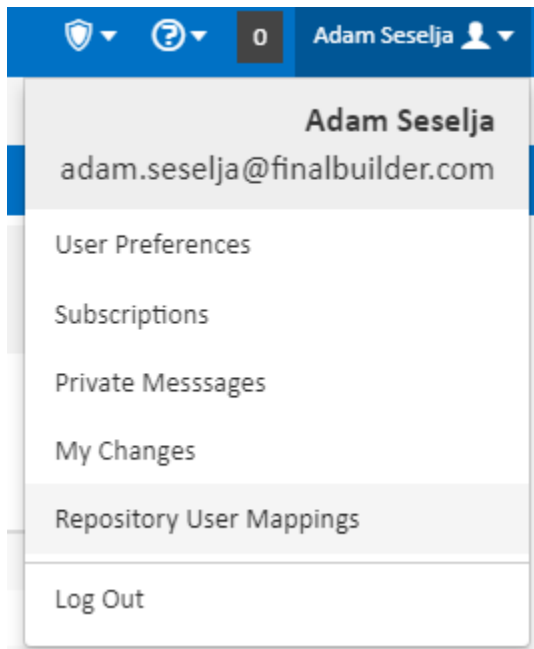 0 Adam Seselja
Adam Seselja
adam.seselja@finalbuilder.com
User Preferences
Subscriptions
Private Messsages
My Changes
Repository User Mappings
Log Out